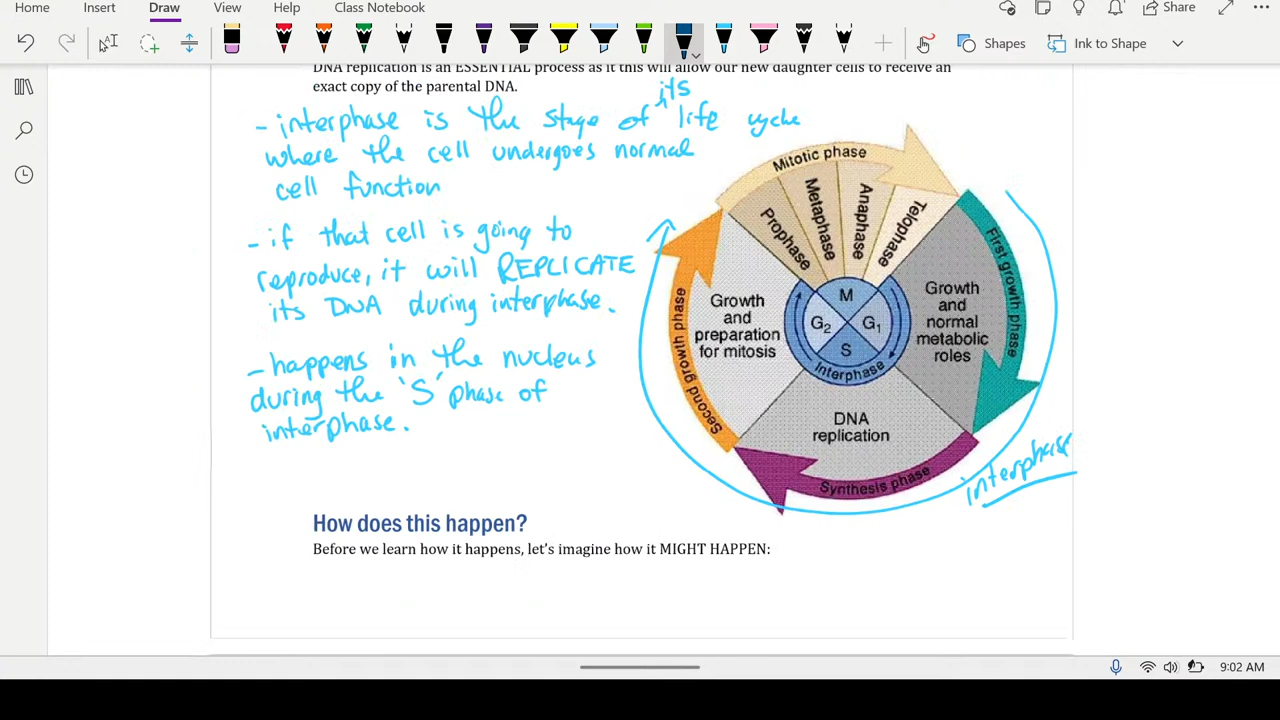 Home Insert Draw View Help Class Notebook Share
Shapes Ink to Shape
DNA replication is an ESSENTIAL process as it this will allow our new daughter cells to receive an
exact copy of the parental DNA.
its
- interphase is the stage of life cycle
where the cell undergoes normal
cell function
- if that cell is going to
reproduce, it will REPLICATE
its DNA during interphase.
- happens in the nucleus
during the 'S' phase of
interphase.
Mitotic phase
Prophase
Metaphase
Anaphase
Telophase
First growth phase
Growth
and
normal
metabolic
roles
Growth
and
preparation
for mitosis
Second growth phase
M
G2
G1
S
Interphase
DNA
replication
Synthesis phase
interphase
How does this happen?
Before we learn how it happens, let's imagine how it MIGHT HAPPEN:
9:02 AM